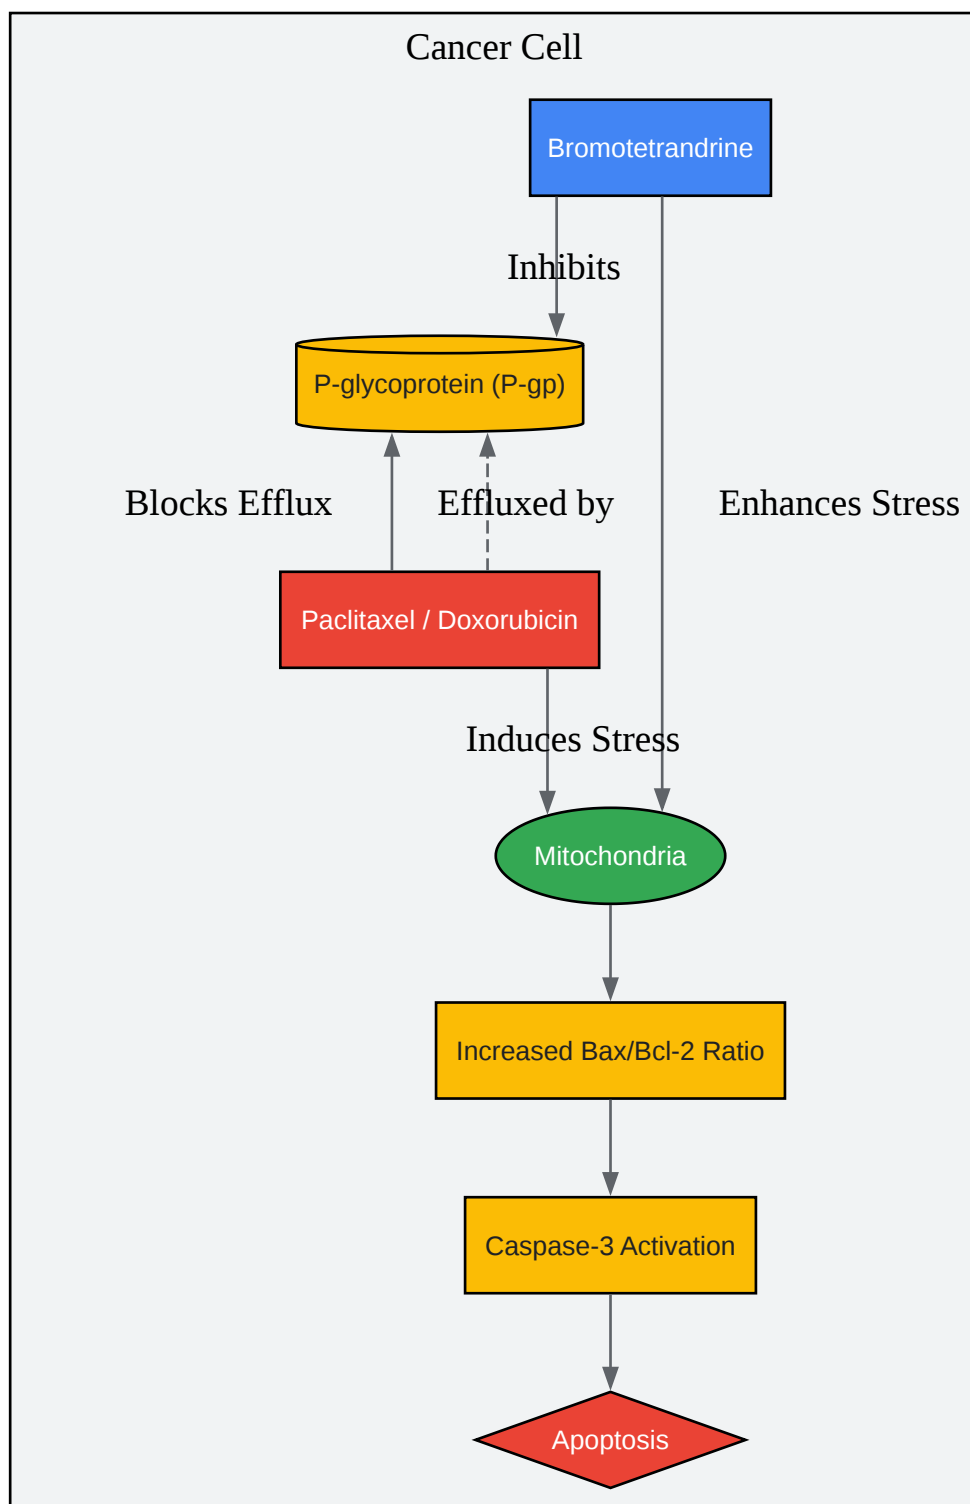 Cancer Cell
Bromotetrandrine
Inhibits
P-glycoprotein (P-gp)
Blocks Efflux
Effluxed by
Enhances Stress
Paclitaxel / Doxorubicin
Induces Stress
Mitochondria
Increased Bax/Bcl-2 Ratio
Caspase-3 Activation
Apoptosis